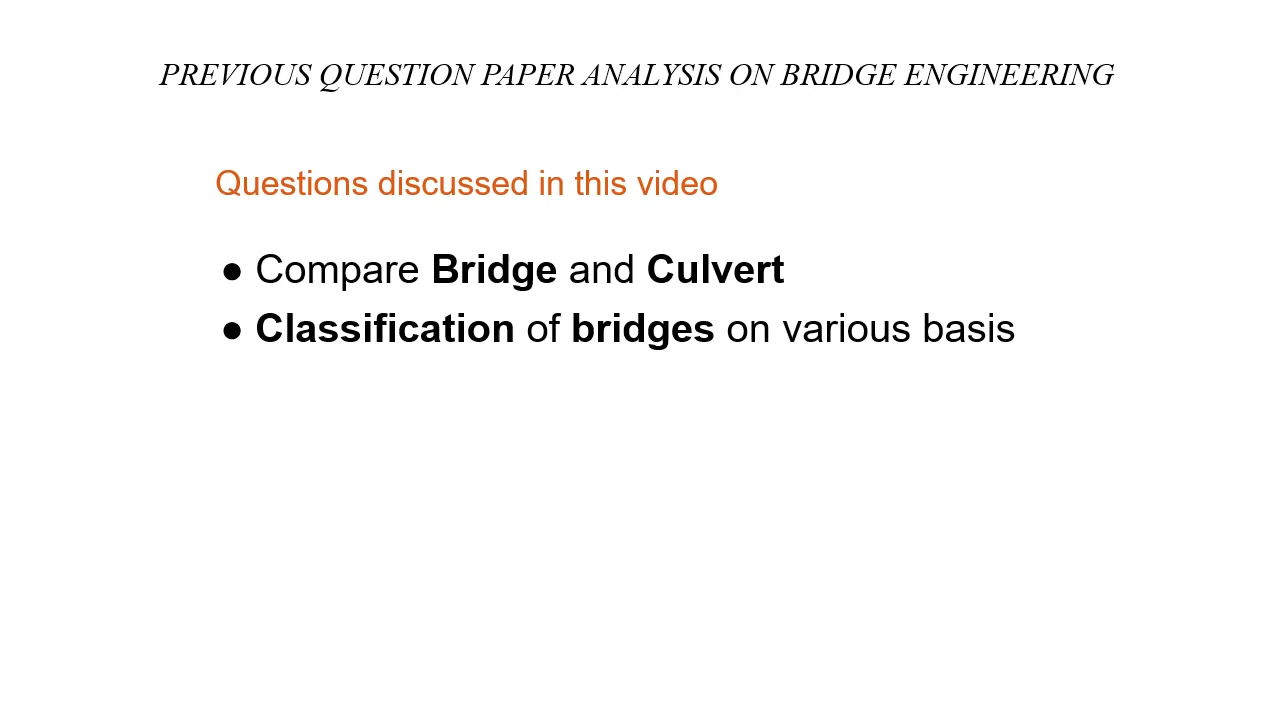 PREVIOUS QUESTION PAPER ANALYSIS ON BRIDGE ENGINEERING
Questions discussed in this video
● Compare Bridge and Culvert
● Classification of bridges on various basis